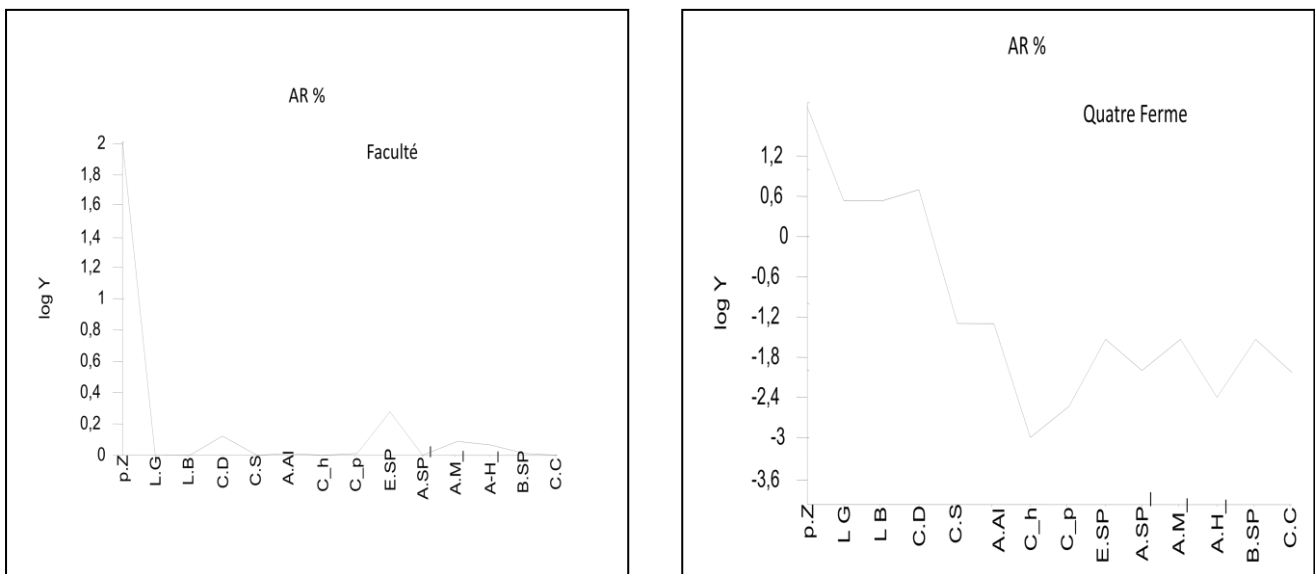 AR %
Faculté
log Y
2
1,8
1,6
1,4
1,2
1
0,8
0,6
0,4
0,2
0
p.Z
L.G
L.B
C.D
C.S
A.Al
C_h
C_p
E.SP
A.SP_
A.M_
A-H_
B.SP
C.C
AR %
Quatre Ferme
log Y
1,2
0,6
0
-0,6
-1,2
-1,8
-2,4
-3
-3,6
p.Z
L G
L B
C.D
C.S
A.Al
C_h
C_p
E.SP
A.SP_
A.M_
A.H_
B.SP
C.C